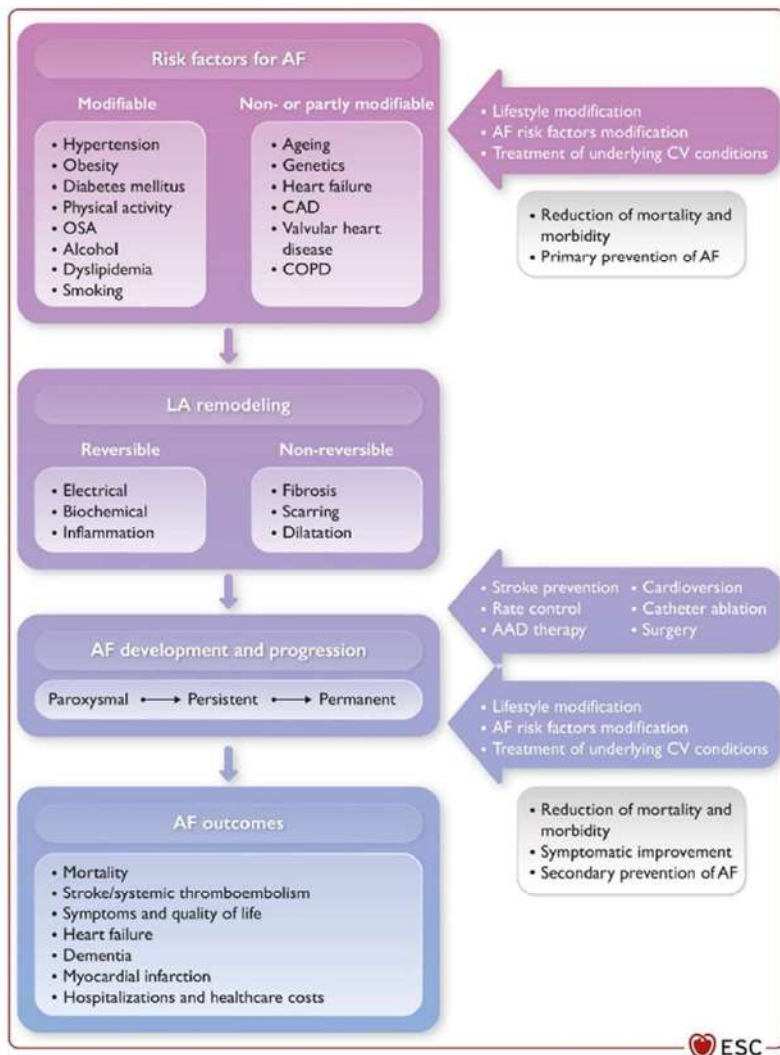 Risk factors for AF
Modifiable
• Hypertension
• Obesity
• Diabetes mellitus
• Physical activity
• OSA
• Alcohol
• Dyslipidemia
• Smoking
Non- or partly modifiable
• Ageing
• Genetics
• Heart failure
• CAD
• Valvular heart
disease
• COPD
• Lifestyle modification
• AF risk factors modification
• Treatment of underlying CV conditions
• Reduction of mortality and
morbidity
• Primary prevention of AF
LA remodeling
Reversible
• Electrical
• Biochemical
• Inflammation
Non-reversible
• Fibrosis
• Scarring
• Dilatation
• Stroke prevention
• Rate control
• AAD therapy
• Cardioversion
• Catheter ablation
• Surgery
AF development and progression
Paroxysmal Persistent Permanent
• Lifestyle modification
• AF risk factors modification
• Treatment of underlying CV conditions
• Reduction of mortality and
morbidity
• Symptomatic improvement
• Secondary prevention of AF
AF outcomes
• Mortality
• Stroke/systemic thromboembolism
• Symptoms and quality of life
• Heart failure
• Dementia
• Myocardial infarction
• Hospitalizations and healthcare costs
ESC